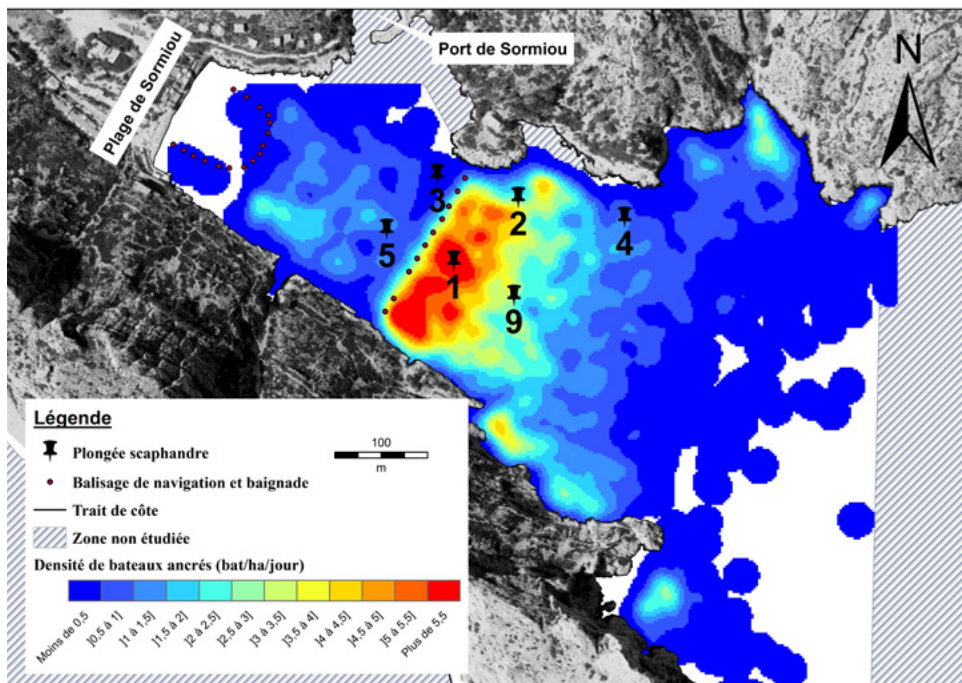 Port de Sormiou
Plage de Sormiou
N
3
2
4
5
1
9
Légende
Plongée scaphandre
100
m
Balisage de navigation et baignade
Trait de côte
Zone non étudiée
Densité de bateaux ancrés (bat/ha/jour)
Moins de 0,5
]0,5 à 1]
]1 à 1,5]
]1,5 à 2]
]2 à 2,5]
]2,5 à 3]
]3 à 3,5]
]3,5 à 4]
]4 à 4,5]
]4,5 à 5]
]5 à 5,5]
Plus de 5,5